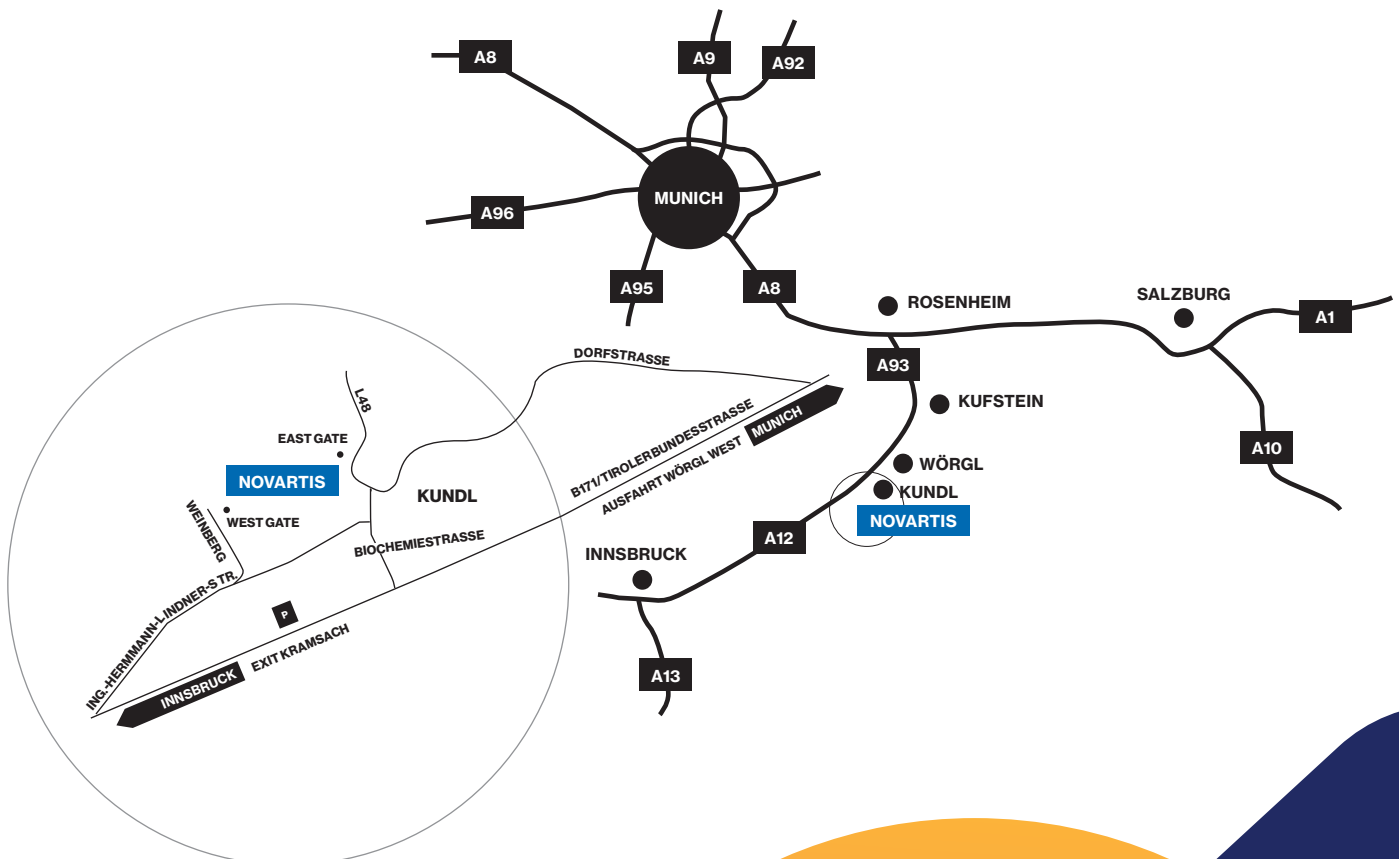 A8
A9
A92
MUNICH
A96
A95
A8
ROSENHEIM
SALZBURG
A1
A93
KUFSTEIN
A10
WÖRGL
KUNDL
NOVARTIS
A12
INNSBRUCK
A13
DORFSTRASSE
L48
EAST GATE
NOVARTIS
WEST GATE
WEINBERG
KUNDL
B171/TIROLERBUNDESSTRASSE
MUNICH
AUSFAHRT WÖRGL WEST
BIOCHEMIESTRASSE
ING.-HERMMANN-LINDNER-STR.
P
EXIT KRAMSACH
INNSBRUCK